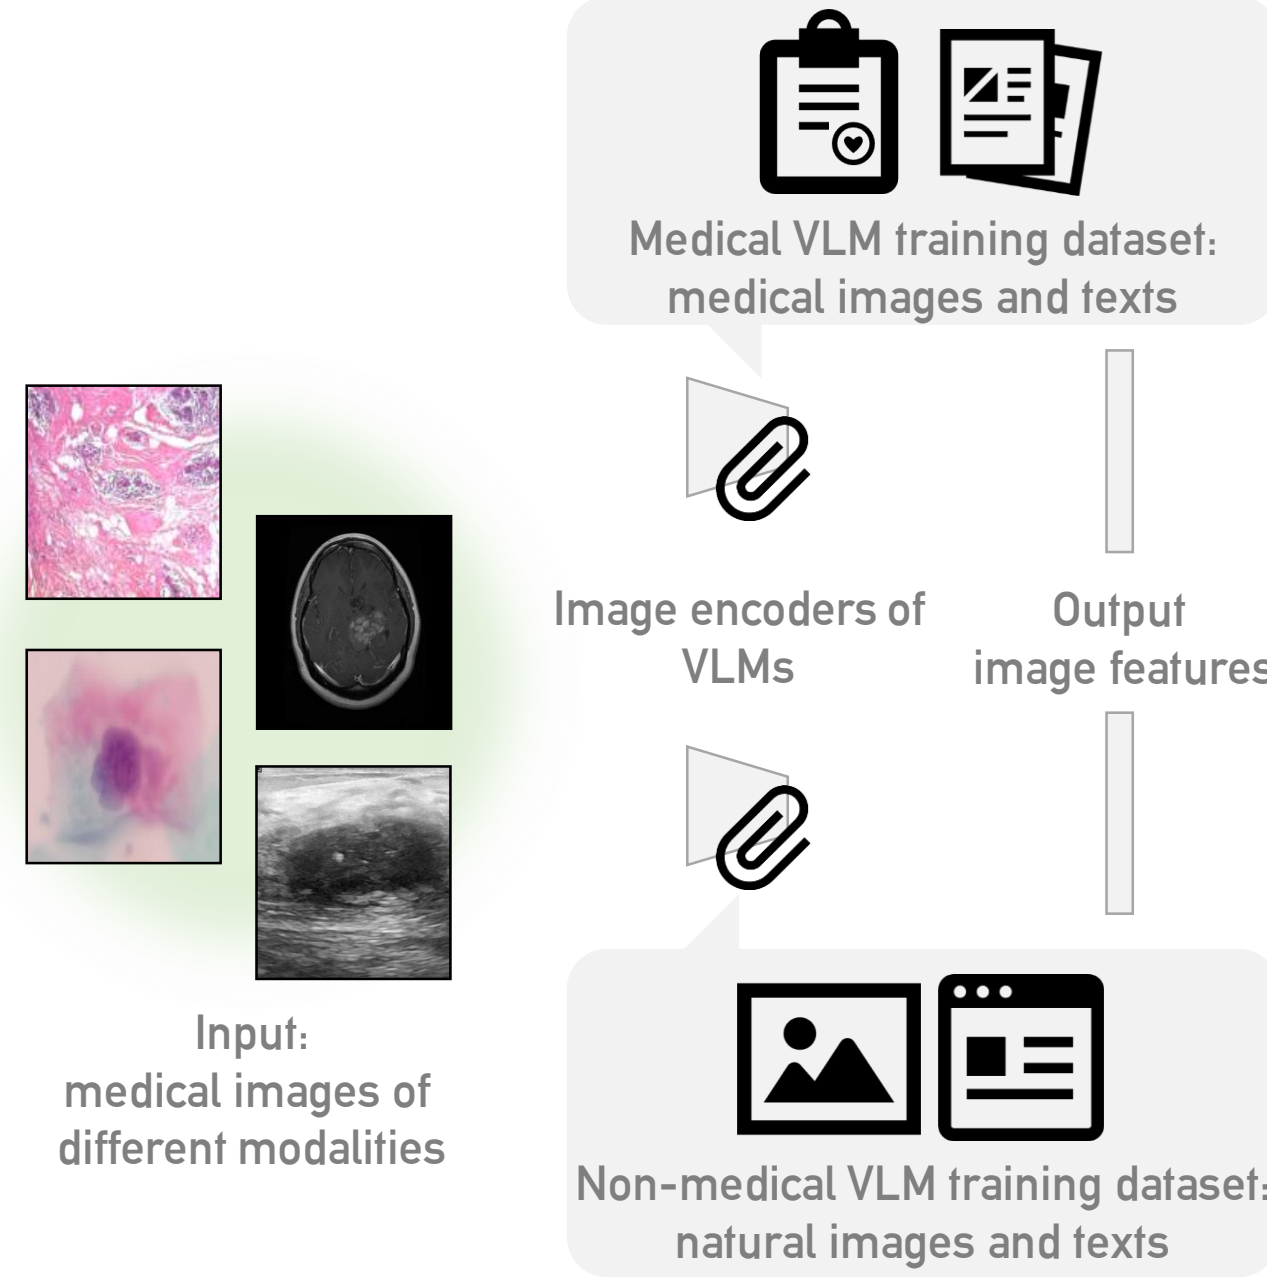 Medical VLM training dataset:
medical images and texts
Image encoders of
VLMs
Output
image features
Input:
medical images of
different modalities
Non-medical VLM training dataset:
natural images and texts